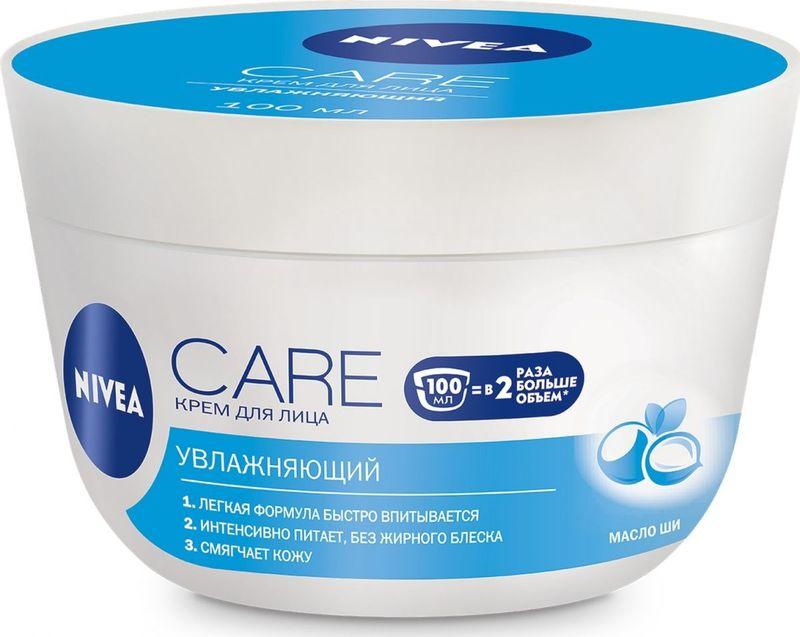 NIVEA
CARE
КРЕМ ДЛЯ ЛИЦА
УВЛАЖНЯЮЩИЙ
100 МЛ
NIVEA
CARE
КРЕМ ДЛЯ ЛИЦА
100 МЛ = в 2 РАЗА БОЛЬШЕ ОБЪЕМ*
УВЛАЖНЯЮЩИЙ
1. ЛЕГКАЯ ФОРМУЛА БЫСТРО ВПИТЫВАЕТСЯ
2. ИНТЕНСИВНО ПИТАЕТ, БЕЗ ЖИРНОГО БЛЕСКА
3. СМЯГЧАЕТ КОЖУ
МАСЛО ШИ